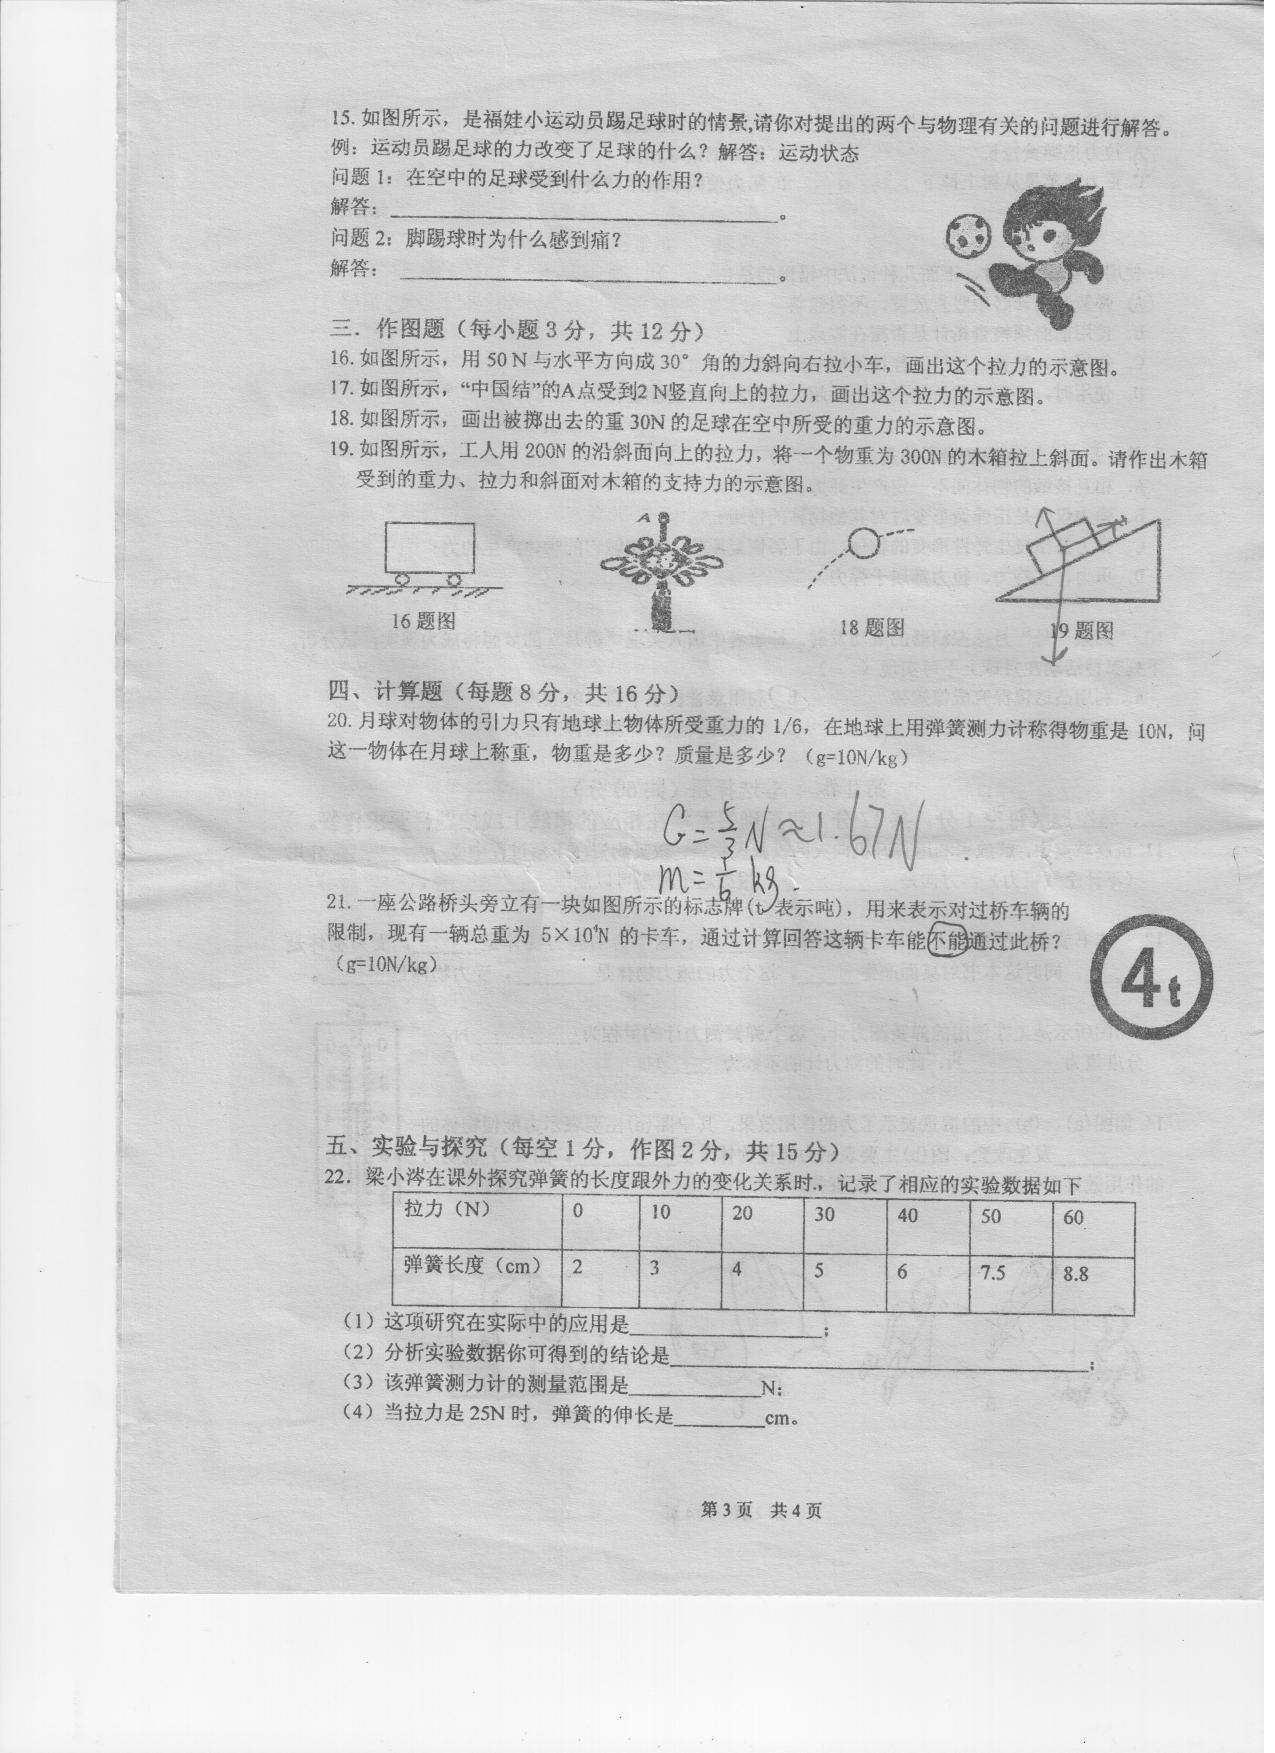 15. 如图所示，是福娃小运动员踢足球时的情景,请你对提出的两个与物理有关的问题进行解答。
例：运动员踢足球的力改变了足球的什么？解答：运动状态
问题 1：在空中的足球受到什么力的作用？
解答：______________________________。
问题 2：脚踢球时为什么感到痛？
解答：______________________________。
三．作图题（每小题 3 分，共 12 分）
16. 如图所示，用 50 N 与水平方向成 30° 角的力斜向右拉小车，画出这个拉力的示意图。
17. 如图所示，“中国结”的A点受到2 N竖直向上的拉力，画出这个拉力的示意图。
18. 如图所示，画出被掷出去的重 30N 的足球在空中所受的重力的示意图。
19. 如图所示，工人用 200N 的沿斜面向上的拉力，将一个物重为 300N 的木箱拉上斜面。请作出木箱
受到的重力、拉力和斜面对木箱的支持力的示意图。
A
16 题图
18 题图
19 题图
四、计算题（每题 8 分，共 16 分）
20. 月球对物体的引力只有地球上物体所受重力的 1/6，在地球上用弹簧测力计称得物重是 10N，问
这一物体在月球上称重，物重是多少？质量是多少？（g=10N/kg）
G=5/3N≈1.67N
m=1/6 kg.
21. 一座公路桥头旁立有一块如图所示的标志牌(t 表示吨)，用来表示对过桥车辆的
限制，现有一辆总重为 5×10⁴N 的卡车，通过计算回答这辆卡车能不能通过此桥？
（g=10N/kg）
4t
五、实验与探究（每空 1 分，作图 2 分，共 15 分）
22．梁小涔在课外探究弹簧的长度跟外力的变化关系时.，记录了相应的实验数据如下
拉力（N） 0 10 20 30 40 50 60
弹簧长度（cm） 2 3 4 5 6 7.5 8.8
（1）这项研究在实际中的应用是______________；
（2）分析实验数据你可得到的结论是______________________________；
（3）该弹簧测力计的测量范围是__________N；
（4）当拉力是 25N 时，弹簧的伸长是_______cm。
第 3 页 共 4 页